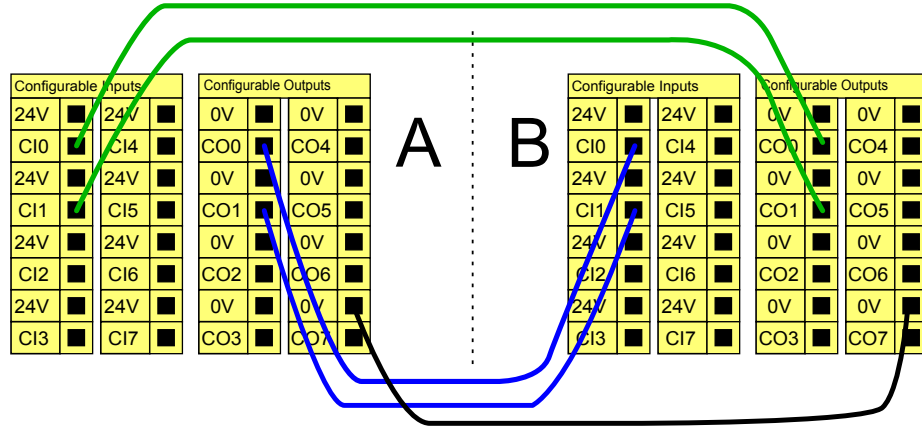 Configurable Inputs
24V 24V
CI0 CI4
24V 24V
CI1 CI5
24V 24V
CI2 CI6
24V 24V
CI3 CI7
Configurable Outputs
0V 0V
CO0 CO4
0V 0V
CO1 CO5
0V 0V
CO2 CO6
0V 0V
CO3 CO7
A
B
Configurable Inputs
24V 24V
CI0 CI4
24V 24V
CI1 CI5
24V 24V
CI2 CI6
24V 24V
CI3 CI7
Configurable Outputs
0V 0V
CO0 CO4
0V 0V
CO1 CO5
0V 0V
CO2 CO6
0V 0V
CO3 CO7